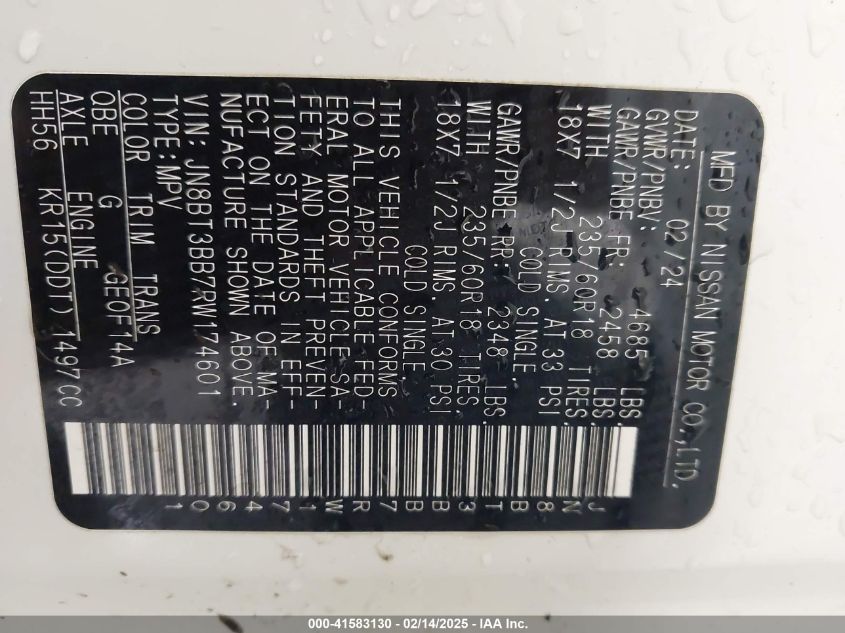 MFD BY NISSAN MOTOR CO.,LTD.
DATE: 02/24
GVWR/PNBV: 4685 LBS.
GAWR/PNBE FR: 2458 LBS.
WITH 235/60R18 TIRES.
18X7 1/2J RIMS. AT 33 PSI
COLD SINGLE
GAWR/PNBE RR: 2348 LBS.
WITH 235/60R18 TIRES
18X7 1/2J RIMS. AT 30 PSI
COLD SINGLE
THIS VEHICLE CONFORMS
TO ALL APPLICABLE FED
ERAL MOTOR VEHICLE SA-
FETY AND THEFT PREVEN-
TION STANDARDS IN EFF-
ECT ON THE DATE OF MA-
NUFACTURE SHOWN ABOVE.
VIN: JN8BT3BB7RW174601
TYPE:MPV
COLOR TRIM TRANS
QBE G GE0F14A
AXLE ENGINE
HH56 KR15(DDT) 1497CC
JN8BT3BB7RW174601
000-41583130 - 02/14/2025 - IAA Inc.